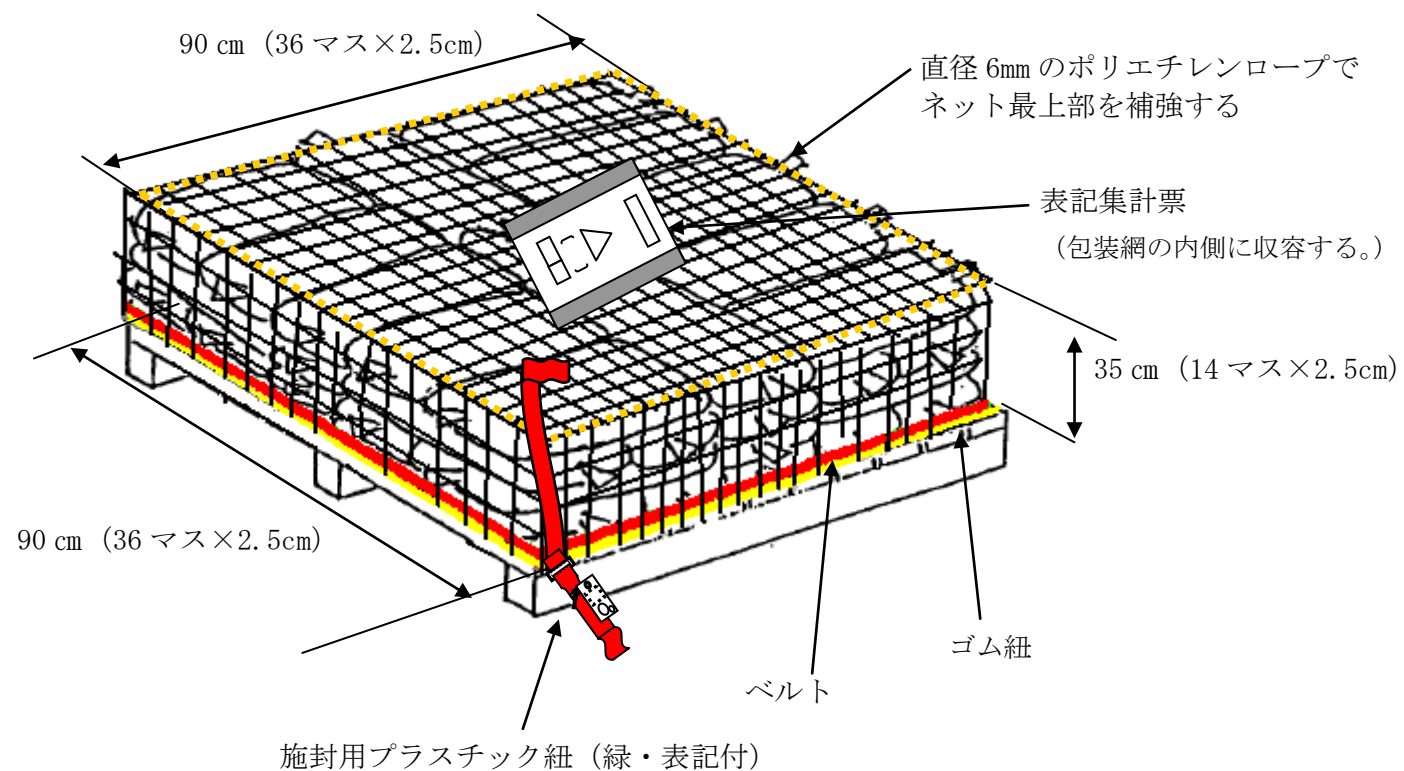 90 ㎝（36 マス×2.5cm）
直径 6mm のポリエチレンロープで
ネット最上部を補強する
表記集計票
（包装網の内側に収容する。）
35 ㎝（14 マス×2.5cm）
90 ㎝（36 マス×2.5cm）
ゴム紐
ベルト
施封用プラスチック紐（緑・表記付）